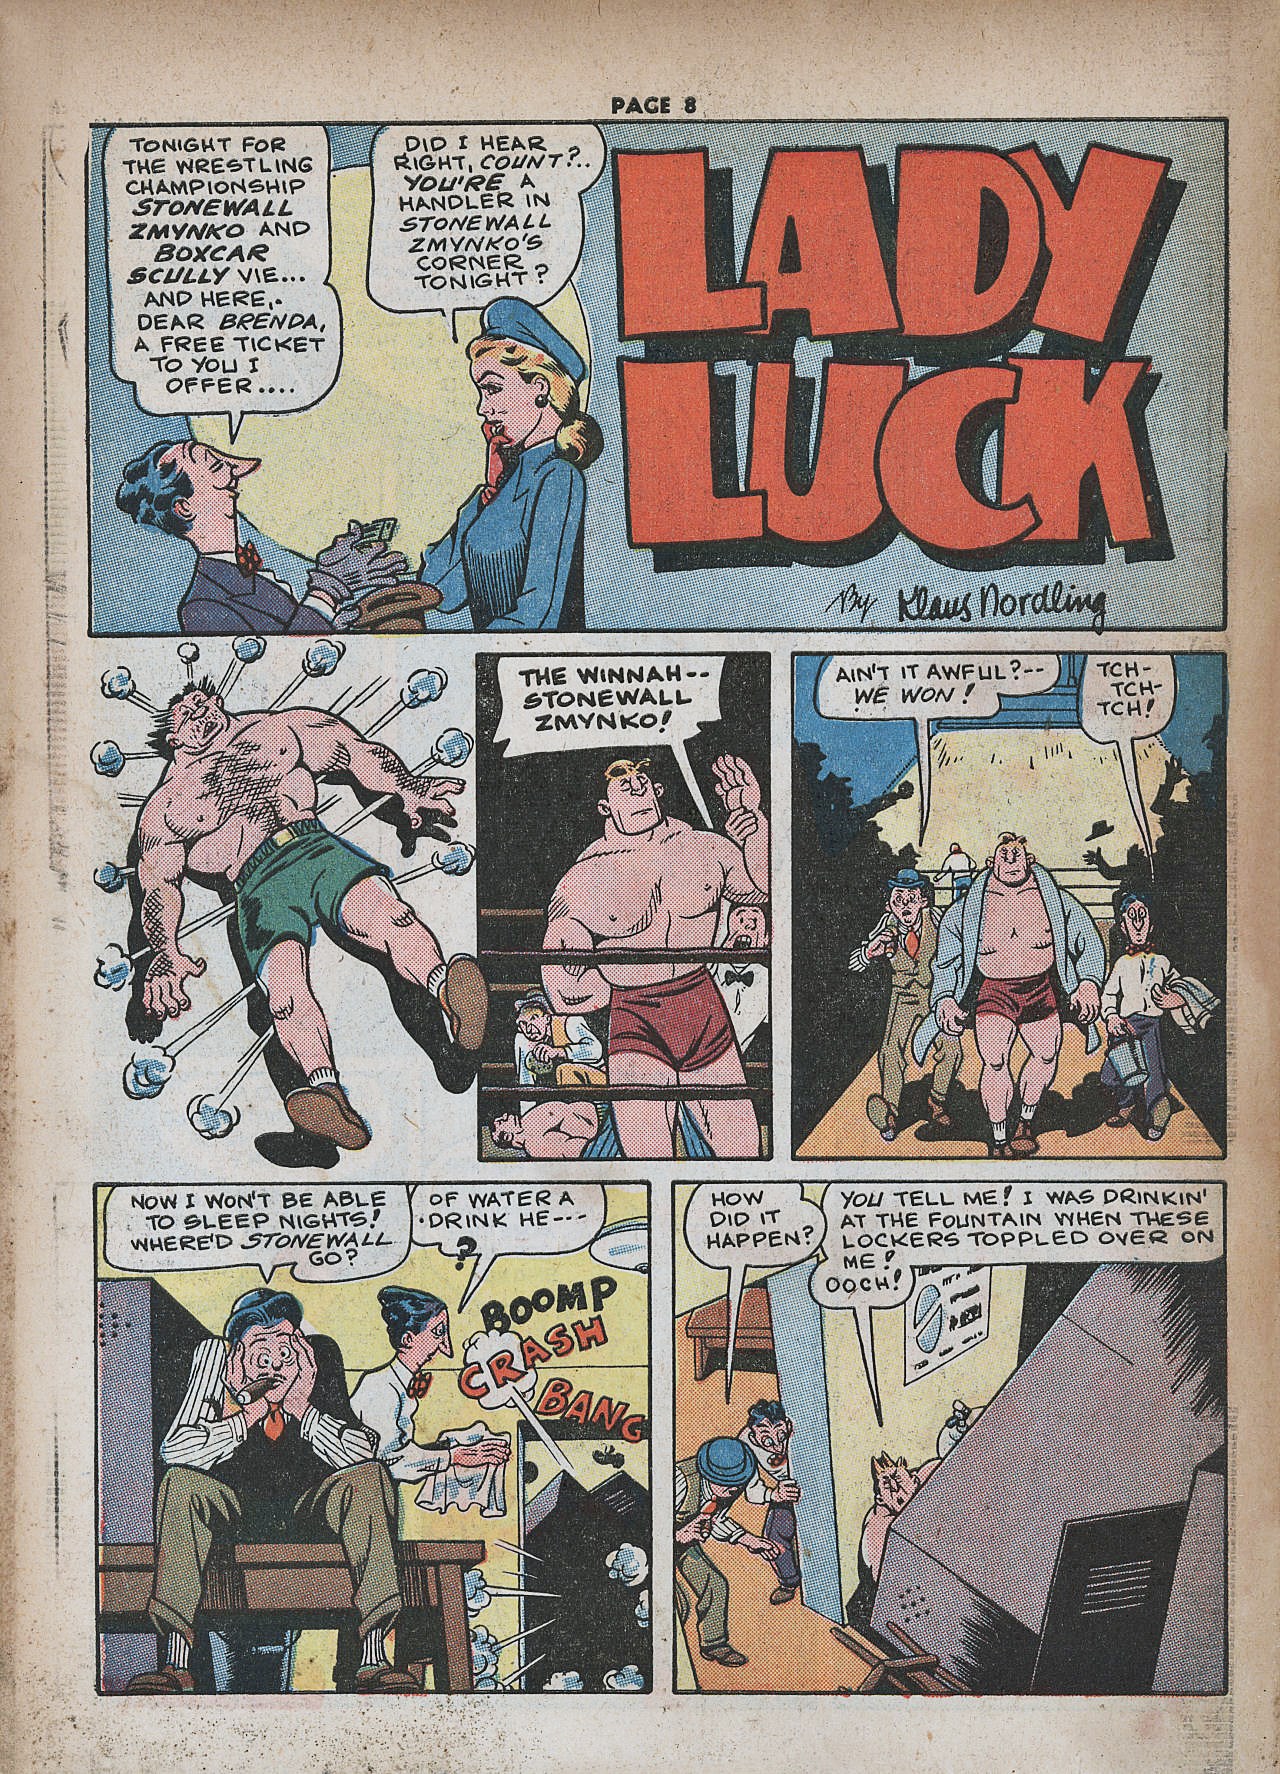 PAGE 8
TONIGHT FOR
THE WRESTLING
CHAMPIONSHIP
STONEWALL
ZMYNKO AND
BOXCAR
SCULLY VIE...
AND HERE,
DEAR BRENDA,
A FREE TICKET
TO YOU I
OFFER....
DID I HEAR
RIGHT, COUNT?..
YOU'RE A
HANDLER IN
STONEWALL
ZMYNKO'S
CORNER
TONIGHT?
LADY
LUCK
By Klaus Nordling
THE WINNAH--
STONEWALL
ZMYNKO!
AIN'T IT AWFUL?--
WE WON!
TCH-
TCH-
TCH!
NOW I WON'T BE ABLE
TO SLEEP NIGHTS!
WHERE'D STONEWALL
GO?
OF WATER A
DRINK HE---
?
BOOMP
CRASH
BANG
HOW
DID IT
HAPPEN?
YOU TELL ME! I WAS DRINKIN'
AT THE FOUNTAIN WHEN THESE
LOCKERS TOPPLED OVER ON
ME!
OOCH!